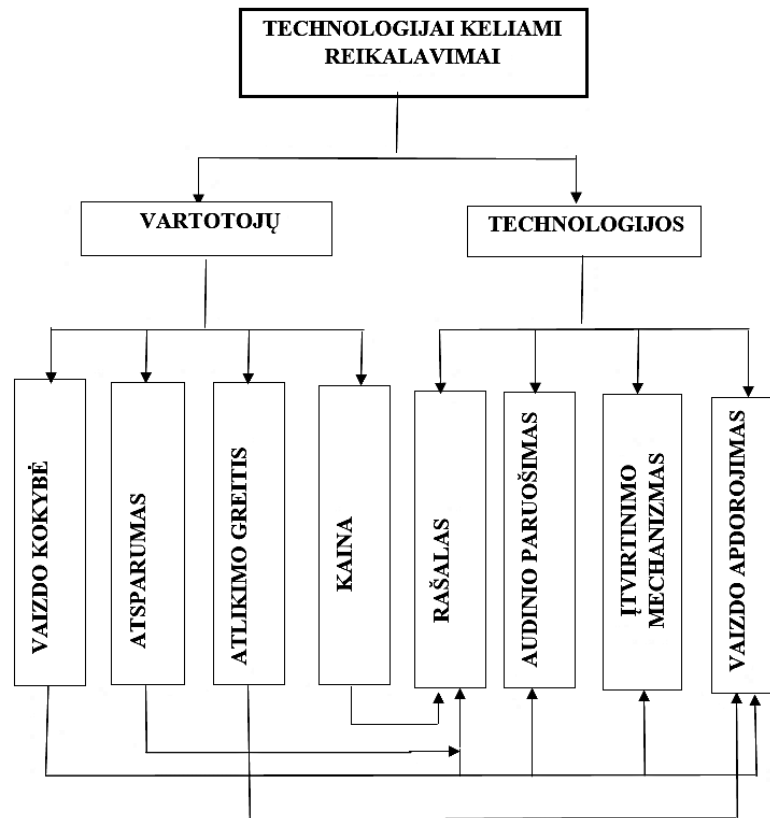 TECHNOLOGIJAI KELIAMI
REIKALAVIMAI
VARTOTOJŲ
TECHNOLOGIJOS
VAIZDO KOKYBĖ
ATSPARUMAS
ATLIKIMO GREITIS
KAINA
RAŠALAS
AUDINIO PARUOŠIMAS
ĮTVIRTINIMO
MECHANIZMAS
VAIZDO APDOROJIMAS